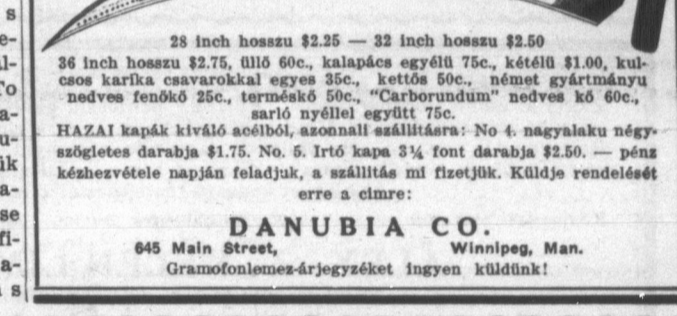 28 inch hosszu $2.25 — 32 inch hosszu $2.50
36 inch hosszu $2.75, üllő 60c., kalapács egyélü 75c., kétélü $1.00, kul-
csos karika csavarokkal egyes 35c., kettős 50c., német gyártmányu
nedves fenőkő 25c., terméskő 50c., "Carborundum" nedves kő 60c.,
sarló nyéllel együtt 75c.
HAZAI kapák kiváló acélból, azonnali szállitásra: No 4. nagyalaku négy-
szögletes darabja $1.75. No. 5. Irtó kapa 3¼ font darabja $2.50. — pénz
kézhezvétele napján feladjuk, a szállitás mi fizetjük. Küldje rendelését
erre a cimre:
DANUBIA CO.
645 Main Street, Winnipeg, Man.
Gramofonlemez-árjegyzéket ingyen küldünk!